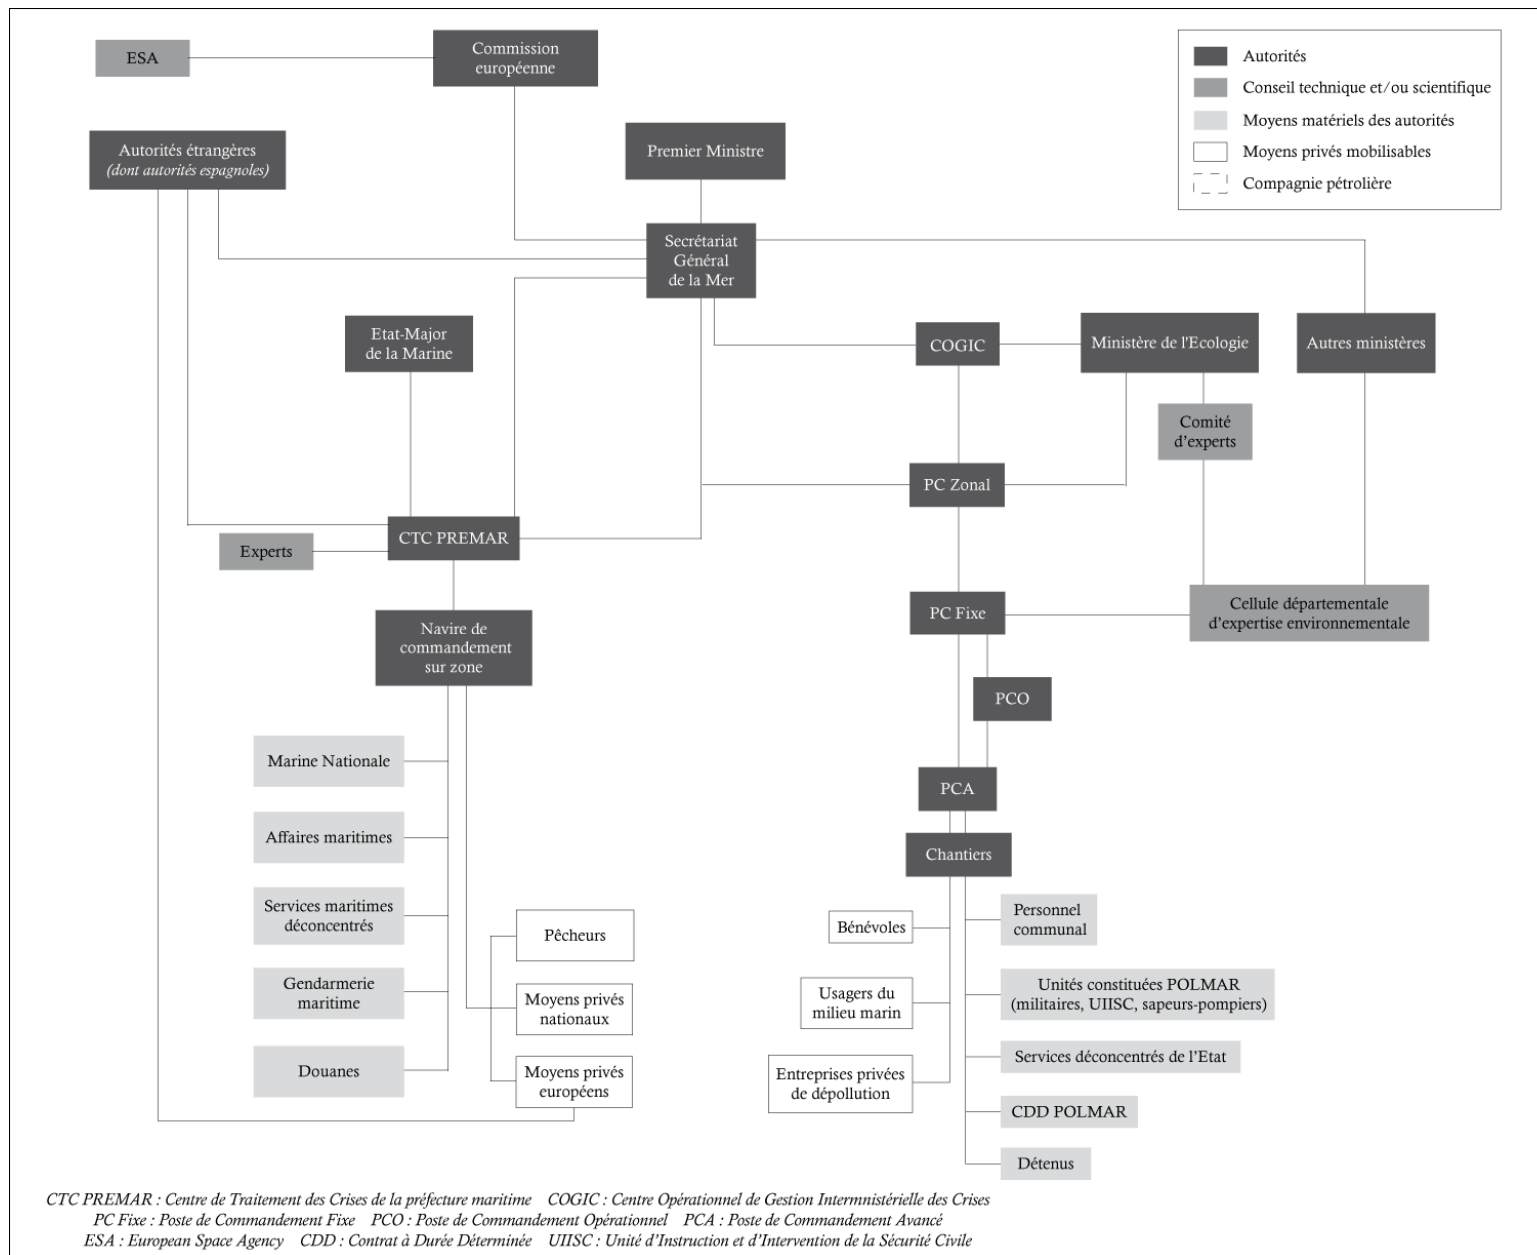 ESA
Commission
européenne
Autorités
Conseil technique et/ou scientifique
Moyens matériels des autorités
Moyens privés mobilisables
Compagnie pétrolière
Autorités étrangères
(dont autorités espagnoles)
Premier Ministre
Secrétariat
Général
de la Mer
Etat-Major
de la Marine
COGIC
Ministère de l'Ecologie
Autres ministères
Comité
d'experts
PC Zonal
CTC PREMAR
Experts
Navire de
commandement
sur zone
PC Fixe
Cellule départementale
d'expertise environnementale
PCO
PCA
Chantiers
Marine Nationale
Affaires maritimes
Services maritimes
déconcentrés
Gendarmerie
maritime
Douanes
Pêcheurs
Moyens privés
nationaux
Moyens privés
européens
Bénévoles
Usagers du
milieu marin
Entreprises privées
de dépollution
Personnel
communal
Unités constituées POLMAR
(militaires, UIISC, sapeurs-pompiers)
Services déconcentrés de l'Etat
CDD POLMAR
Détenus
CTC PREMAR : Centre de Traitement des Crises de la préfecture maritime COGIC : Centre Opérationnel de Gestion Intermnistérielle des Crises
PC Fixe : Poste de Commandement Fixe PCO : Poste de Commandement Opérationnel PCA : Poste de Commandement Avancé
ESA : European Space Agency CDD : Contrat à Durée Déterminée UIISC : Unité d'Instruction et d'Intervention de la Sécurité Civile